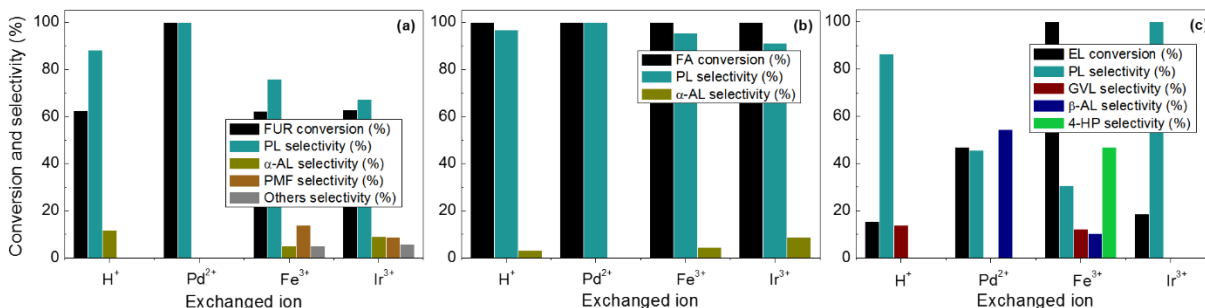 Conversion and selectivity (%)
100
80
60
40
20
0
(a)
FUR conversion (%)
PL selectivity (%)
α-AL selectivity (%)
PMF selectivity (%)
Others selectivity (%)
H⁺ Pd²⁺ Fe³⁺ Ir³⁺
Exchanged ion
100
80
60
40
20
0
(b)
FA conversion (%)
PL selectivity (%)
α-AL selectivity (%)
H⁺ Pd²⁺ Fe³⁺ Ir³⁺
Exchanged ion
100
80
60
40
20
0
(c)
EL conversion (%)
PL selectivity (%)
GVL selectivity (%)
β-AL selectivity (%)
4-HP selectivity (%)
H⁺ Pd²⁺ Fe³⁺ Ir³⁺
Exchanged ion